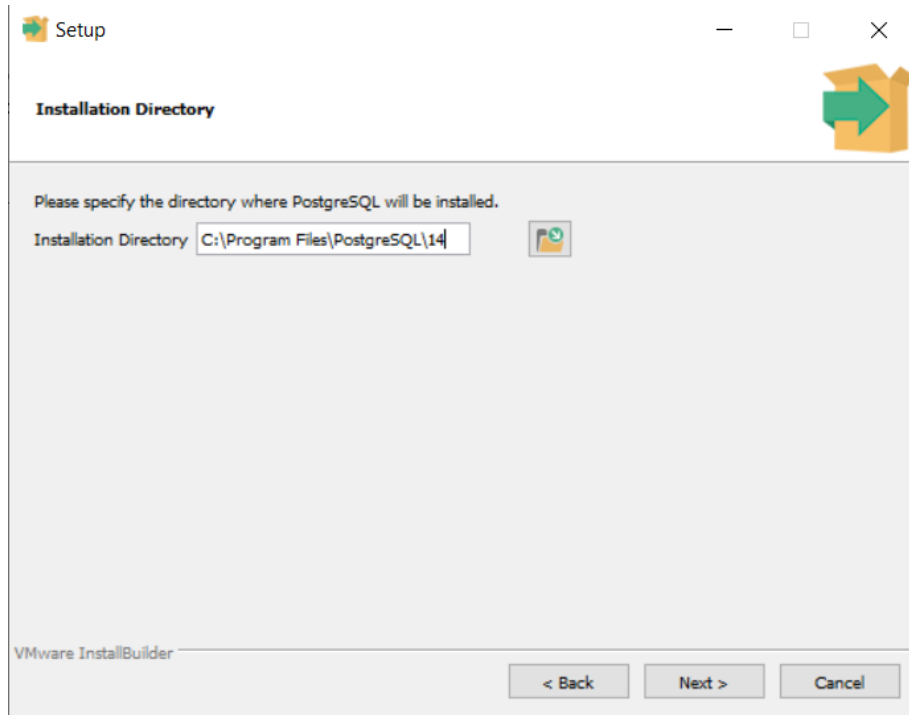 Setup
Installation Directory
Please specify the directory where PostgreSQL will be installed.
Installation Directory C:\Program Files\PostgreSQL\14
VMware InstallBuilder
< Back Next > Cancel